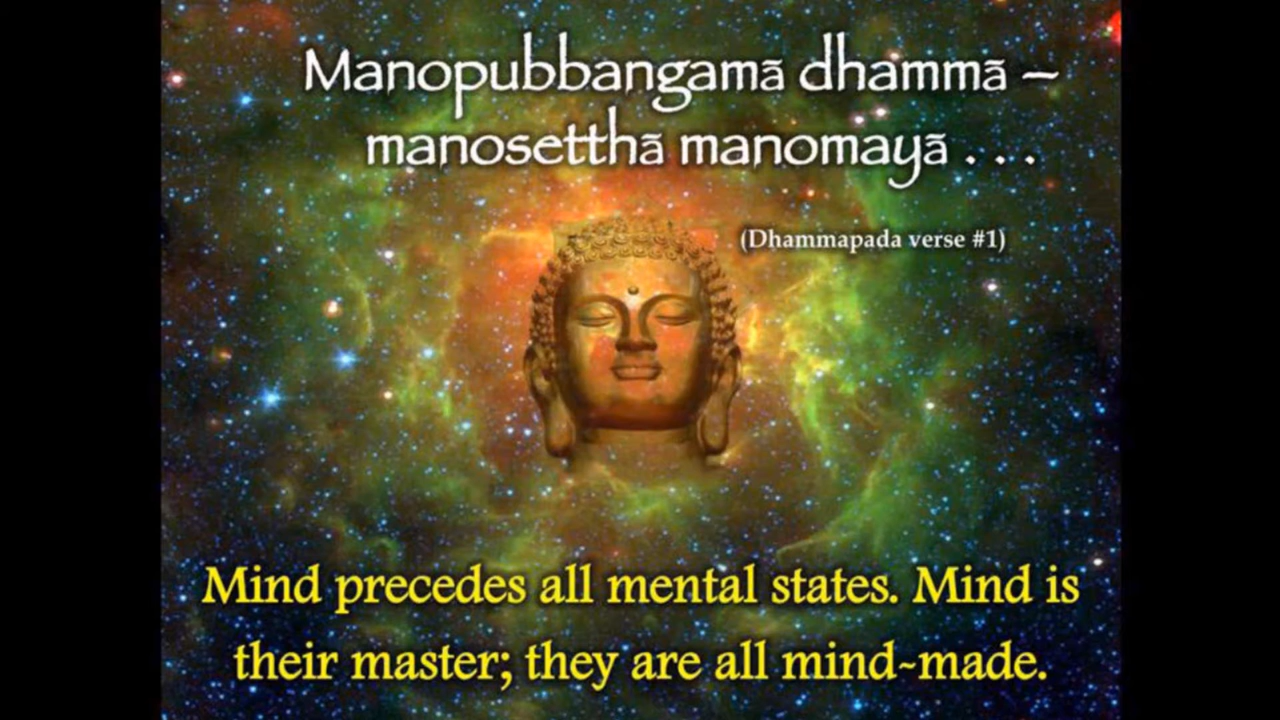 Manopubbangamā dhammā –
manosetthā manomayā . . .
(Dhammapada verse #1)
Mind precedes all mental states. Mind is
their master; they are all mind-made.